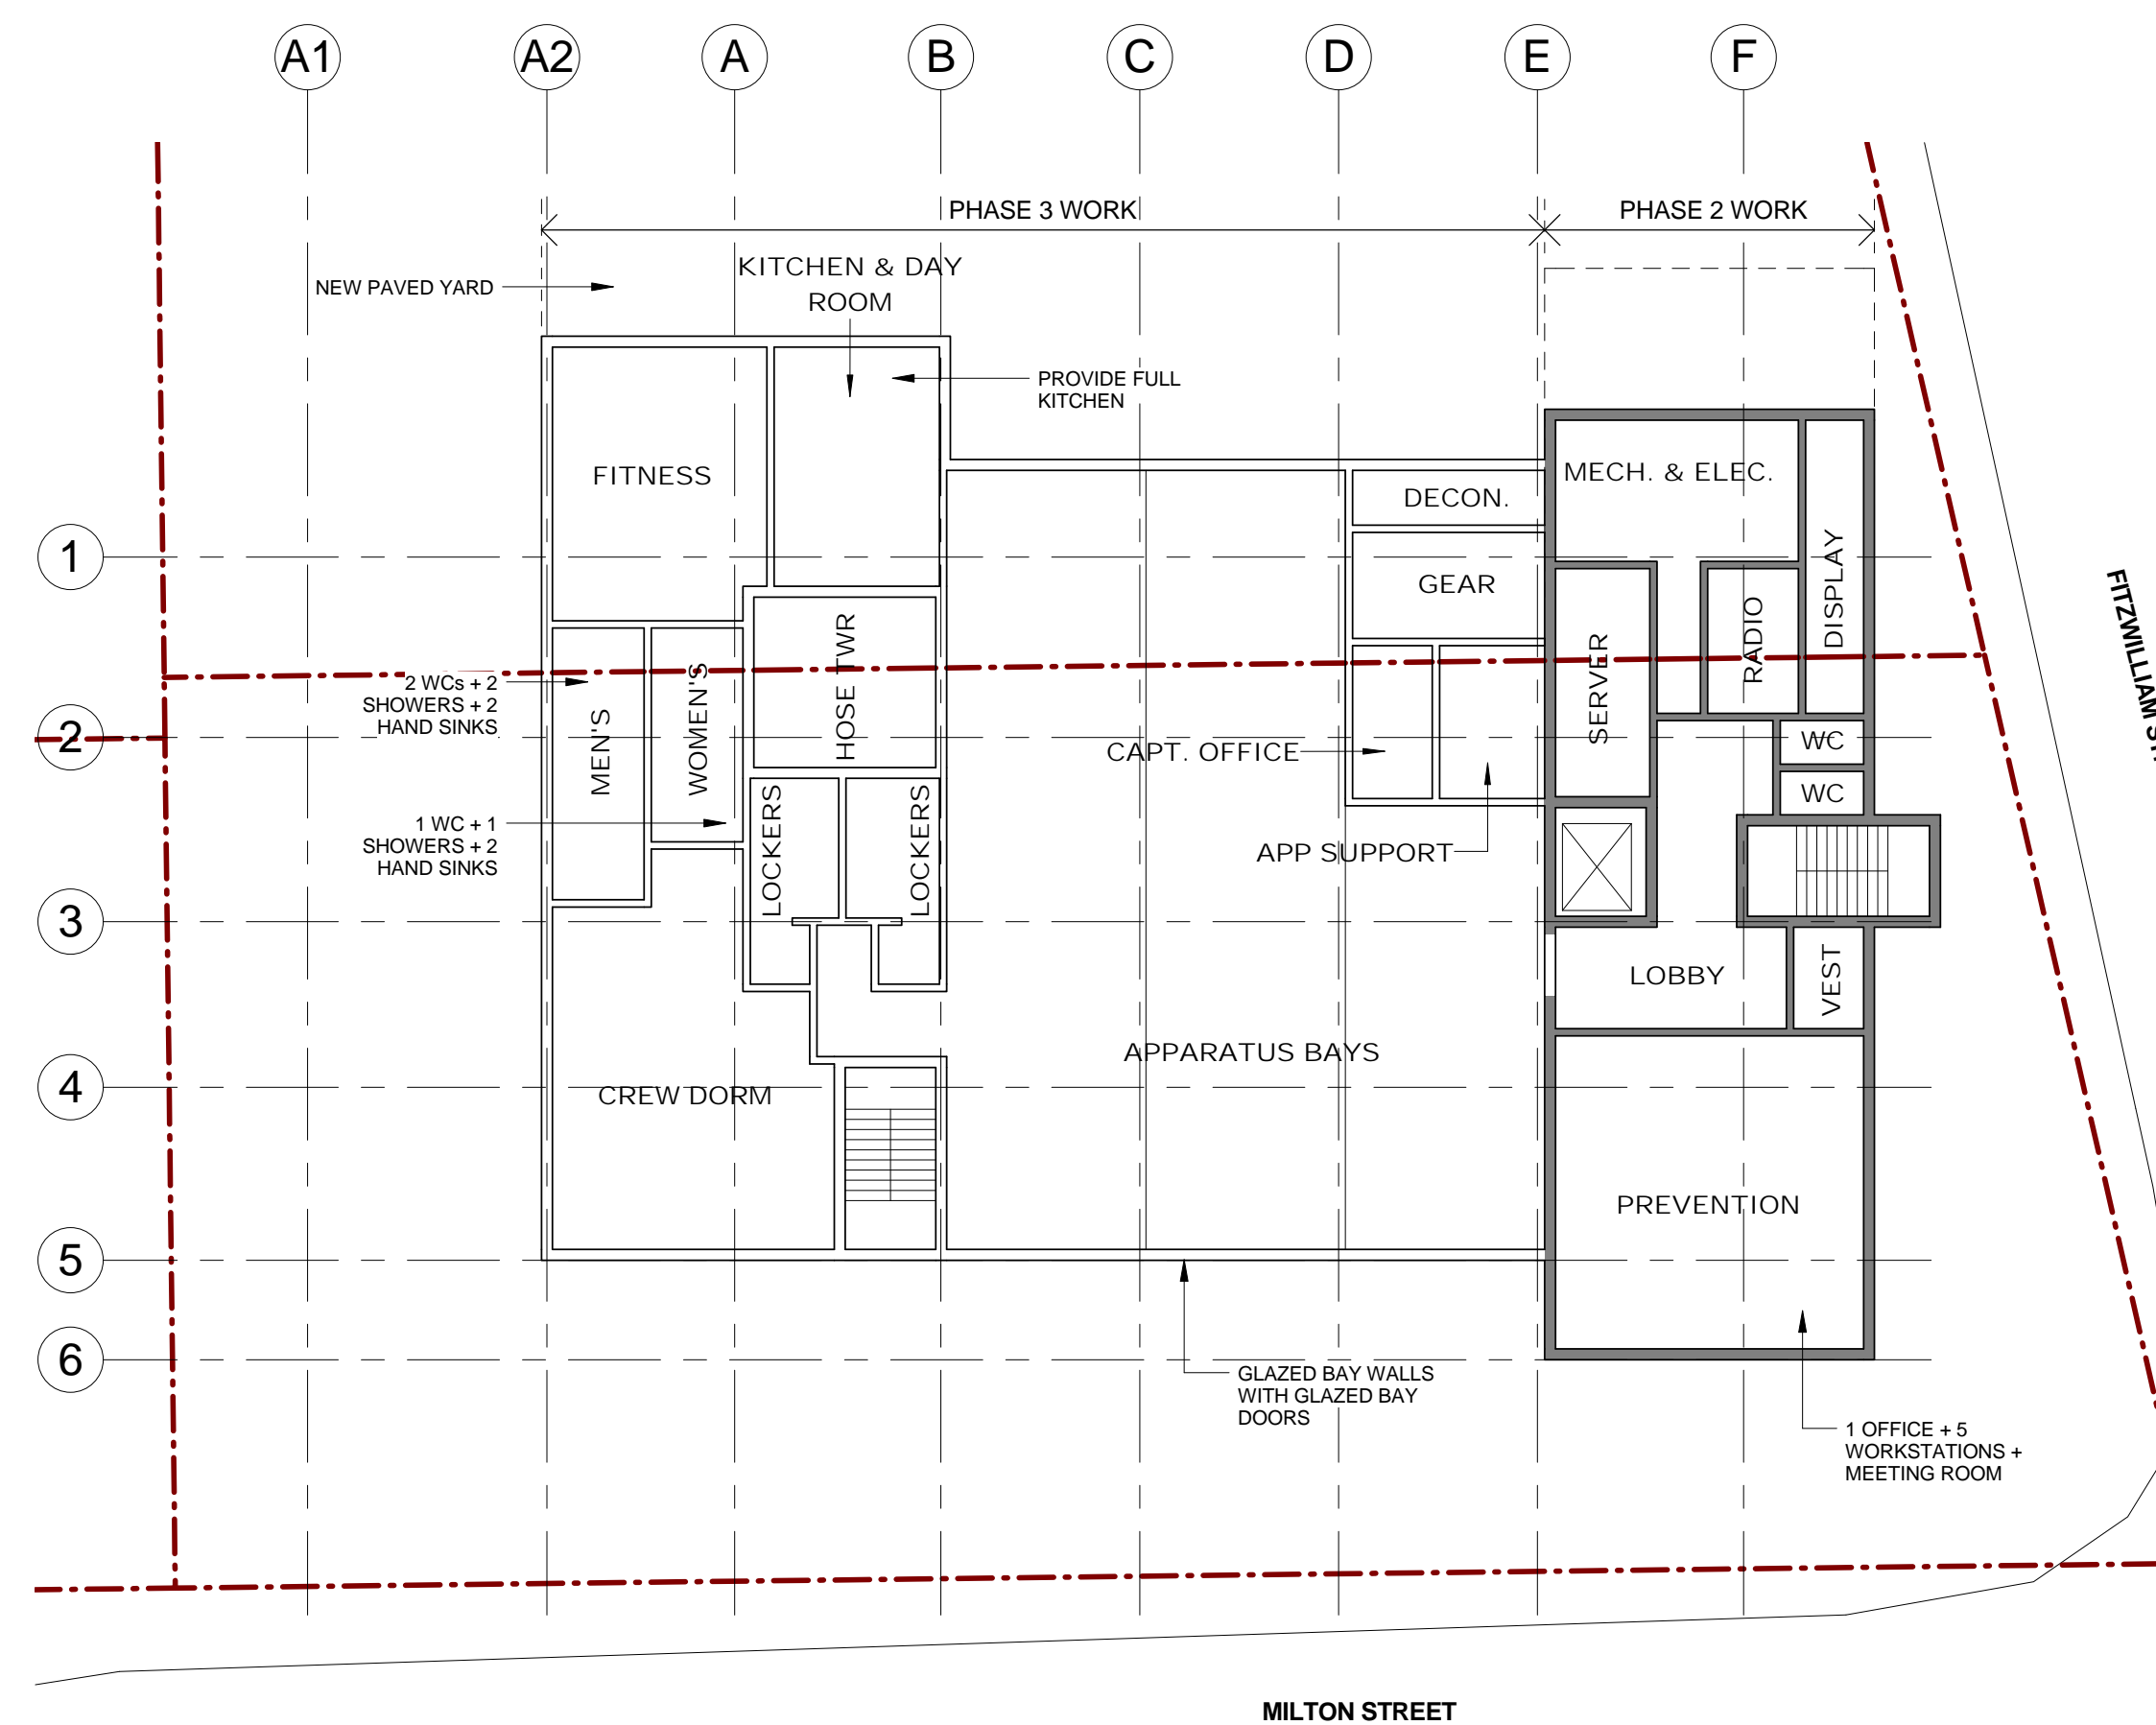 A1
A2
A
B
C
D
E
F
PHASE 3 WORK
PHASE 2 WORK
KITCHEN & DAY
ROOM
NEW PAVED YARD
PROVIDE FULL
KITCHEN
FITNESS
MECH. & ELEC.
DECON.
1
GEAR
DISPLAY
RADIO
SERVER
HOSE TWR
WOMEN'S
MEN'S
2 WCs + 2
SHOWERS + 2
HAND SINKS
2
WC
CAPT. OFFICE
WC
1 WC + 1
SHOWERS + 2
HAND SINKS
LOCKERS
LOCKERS
APP SUPPORT
3
LOBBY
VEST
APPARATUS BAYS
4
CREW DORM
PREVENTION
5
6
GLAZED BAY WALLS
WITH GLAZED BAY
DOORS
1 OFFICE + 5
WORKSTATIONS +
MEETING ROOM
FITZWILLIAM
MILTON STREET